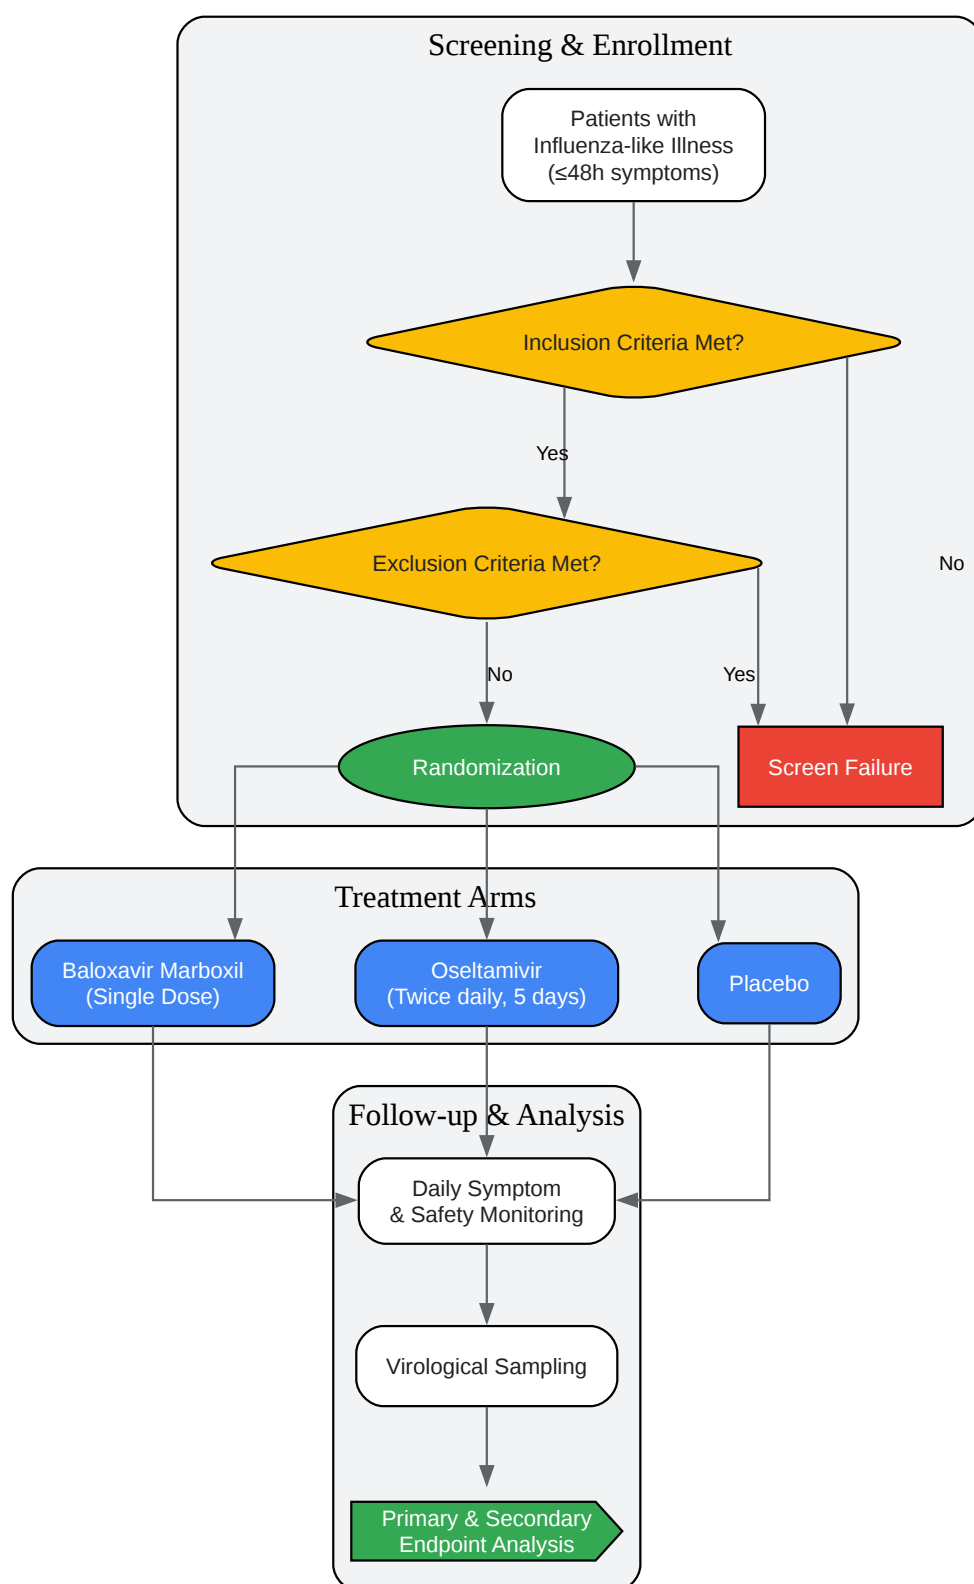 Screening & Enrollment
Patients with
Influenza-like Illness
(≤48h symptoms)
Inclusion Criteria Met?
Yes
No
Exclusion Criteria Met?
No
Yes
Randomization
Screen Failure
Treatment Arms
Baloxavir Marboxil
(Single Dose)
Oseltamivir
(Twice daily, 5 days)
Placebo
Follow-up & Analysis
Daily Symptom
& Safety Monitoring
Virological Sampling
Primary & Secondary
Endpoint Analysis